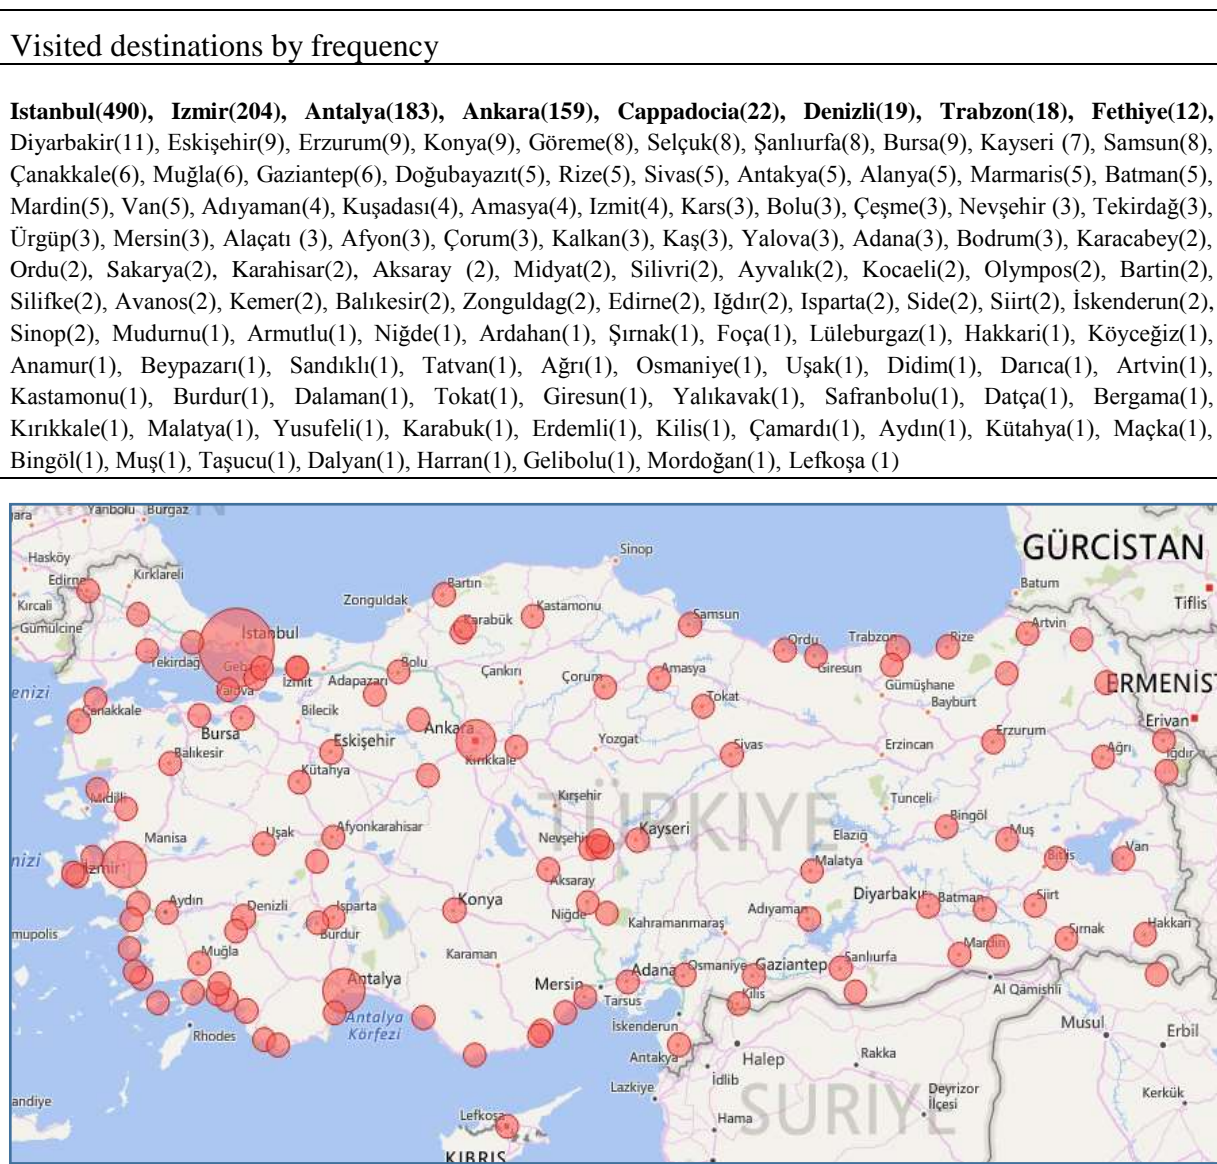 Visited destinations by frequency
Istanbul(490), Izmir(204), Antalya(183), Ankara(159), Cappadocia(22), Denizli(19), Trabzon(18), Fethiye(12),
Diyarbakir(11), Eskişehir(9), Erzurum(9), Konya(9), Göreme(8), Selçuk(8), Şanlıurfa(8), Bursa(9), Kayseri (7), Samsun(8),
Çanakkale(6), Muğla(6), Gaziantep(6), Doğubayazıt(5), Rize(5), Sivas(5), Antakya(5), Alanya(5), Marmaris(5), Batman(5),
Mardin(5), Van(5), Adıyaman(4), Kuşadası(4), Amasya(4), Izmit(4), Kars(3), Bolu(3), Çeşme(3), Nevşehir (3), Tekirdağ(3),
Ürgüp(3), Mersin(3), Alaçatı (3), Afyon(3), Çorum(3), Kalkan(3), Kaş(3), Yalova(3), Adana(3), Bodrum(3), Karacabey(2),
Ordu(2), Sakarya(2), Karahisar(2), Aksaray (2), Midyat(2), Silivri(2), Ayvalık(2), Kocaeli(2), Olympos(2), Bartin(2),
Silifke(2), Avanos(2), Kemer(2), Balıkesir(2), Zonguldag(2), Edirne(2), Iğdır(2), Isparta(2), Side(2), Siirt(2), İskenderun(2),
Sinop(2), Mudurnu(1), Armutlu(1), Niğde(1), Ardahan(1), Şırnak(1), Foça(1), Lüleburgaz(1), Hakkari(1), Köyceğiz(1),
Anamur(1), Beypazarı(1), Sandıklı(1), Tatvan(1), Ağrı(1), Osmaniye(1), Uşak(1), Didim(1), Darıca(1), Artvin(1),
Kastamonu(1), Burdur(1), Dalaman(1), Tokat(1), Giresun(1), Yalıkavak(1), Safranbolu(1), Datça(1), Bergama(1),
Kırıkkale(1), Malatya(1), Yusufeli(1), Karabuk(1), Erdemli(1), Kilis(1), Çamardı(1), Aydın(1), Kütahya(1), Maçka(1),
Bingöl(1), Muş(1), Taşucu(1), Dalyan(1), Harran(1), Gelibolu(1), Mordoğan(1), Lefkoşa (1)
Yanbolu Burgaz
Hasköy
Sinop
GÜRCİSTAN
Edirne
Kırklareli
Bartın
Batum
Zonguldak
Kırcali
Kastamonu
Tiflis
Samsun
Karabük
Artvin
Gümülcine
İstanbul
Ordu
Trabzon
Rize
Tekirdağ
Bolu
Giresun
Çankırı
Amasya
Çorum
İzmit
Adapazarı
Gümüşhane
ERMENİS
Yalova
Tokat
Bayburt
Çanakkale
Bilecik
Erivan
Ankara
Bursa
Eskişehir
Yozgat
Sivas
Erzincan
Erzurum
Ağrı
Iğdır
Balıkesir
Kırıkkale
Kütahya
Midilli
Kırşehir
TÜRKIYE
Tunceli
Bingöl
Manisa
Uşak
Afyonkarahisar
Nevşehir
Kayseri
Elazığ
Muş
Van
İzmir
Bitlis
Malatya
Aksaray
Aydın
Denizli
Isparta
Konya
Niğde
Adıyaman
Diyarbakır
Batman
Siirt
Kahramanmaraş
Burdur
Hakkari
Şırnak
Mardin
Muğla
Karaman
Adana
Osmaniye
Gaziantep
Şanlıurfa
Antalya
Mersin
Tarsus
Kilis
Al Qāmishlī
Antalya
Körfezi
Rhodes
İskenderun
Musul
Erbil
Antakya
Halep
Rakka
Lazkiye
İdlib
SURIYE
Deyrizor
İlçesi
Kerkük
Lefkoşa
Hama
KIBRIS